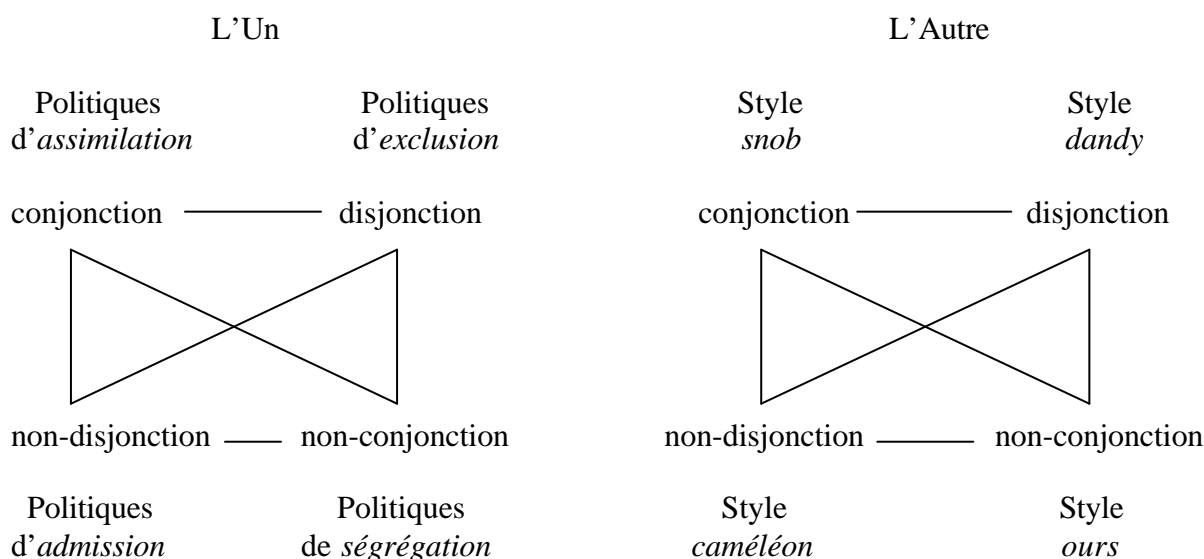 L’Un L’Autre
Politiques Politiques Style Style
d’assimilation d’exclusion snob dandy
conjonction disjonction conjonction disjonction
non-disjonction non-conjonction non-disjonction non-conjonction
Politiques Politiques Style Style
d’admission de ségrégation caméléon ours